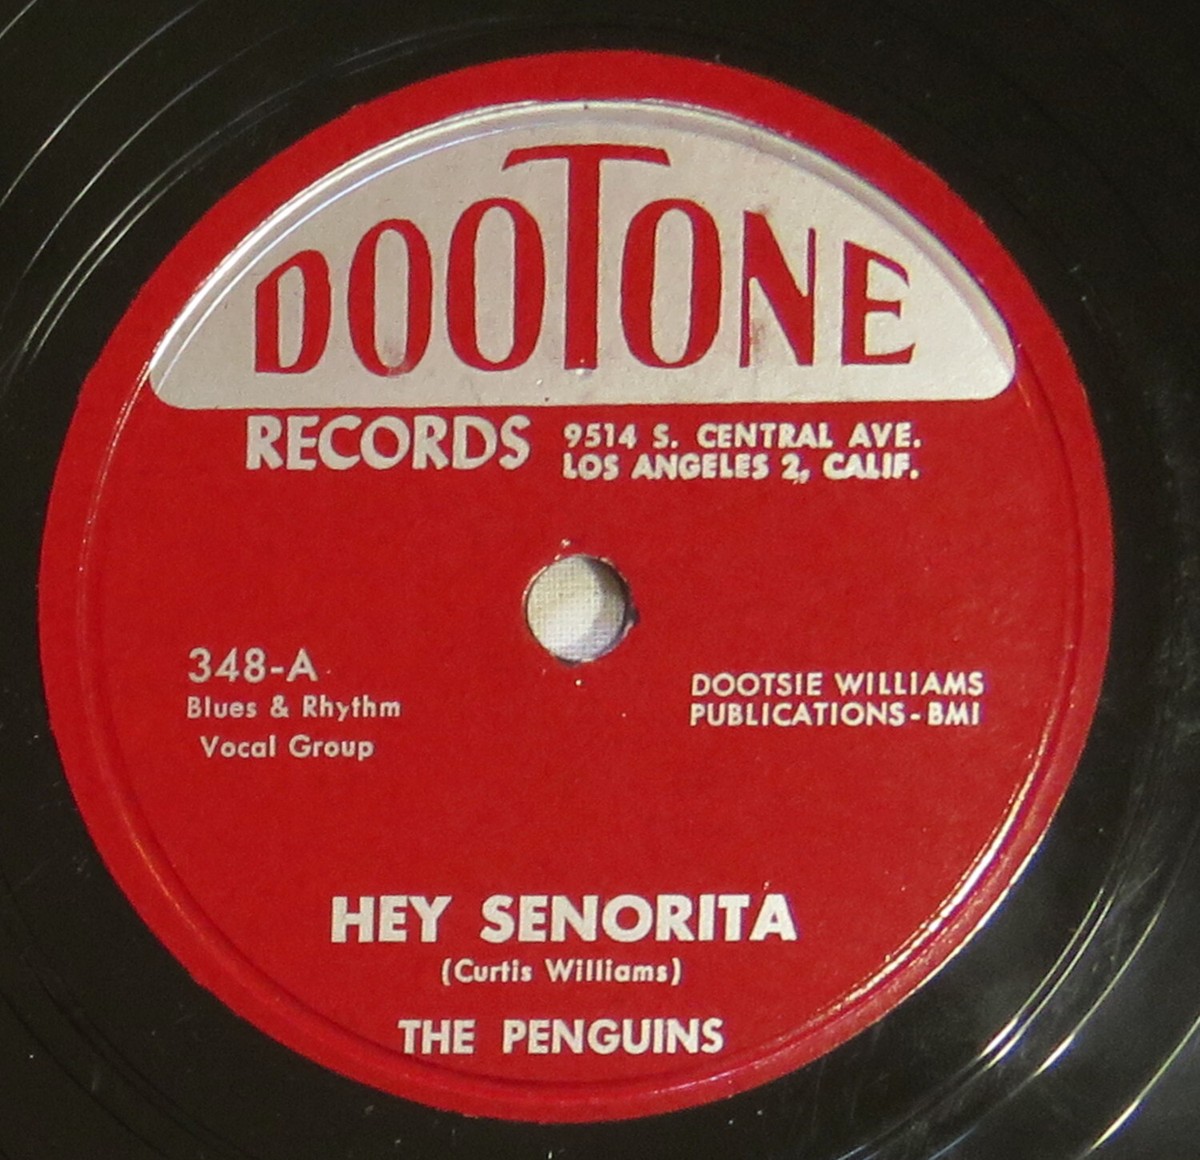 DOOTONE
RECORDS
9514 S. CENTRAL AVE.
LOS ANGELES 2, CALIF.
348-A
Blues & Rhythm
Vocal Group
DOOTSIE WILLIAMS
PUBLICATIONS-BMI
HEY SENORITA
(Curtis Williams)
THE PENGUINS